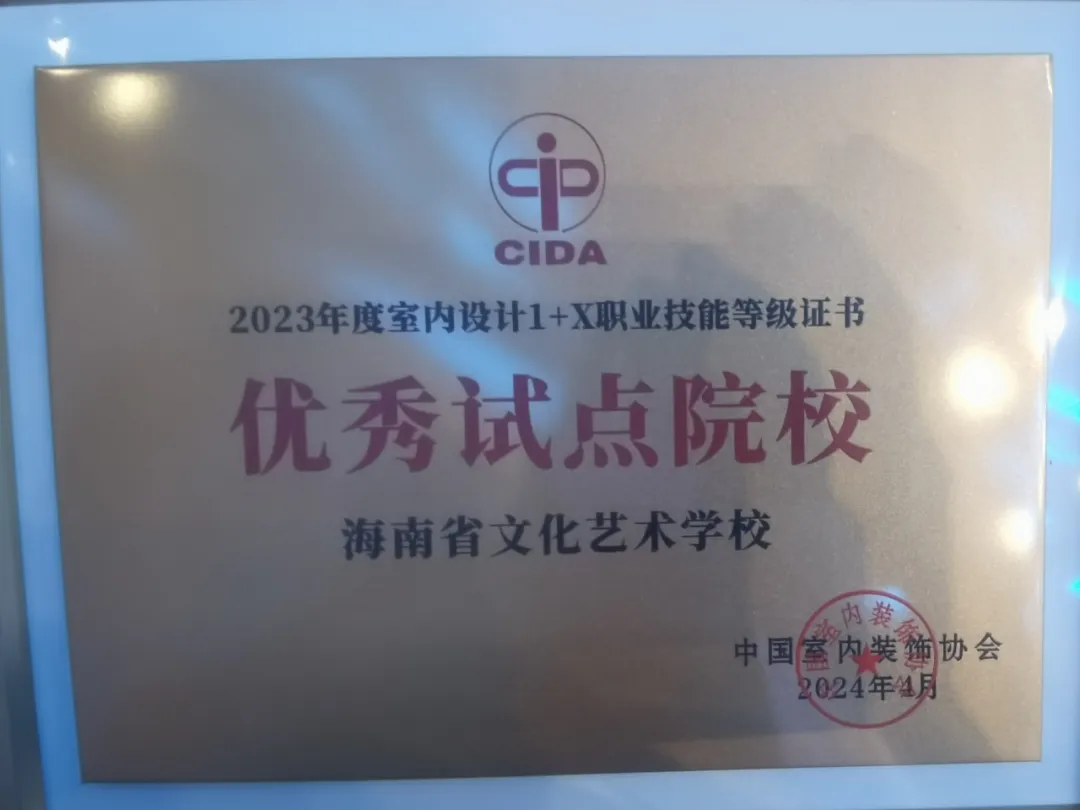 CIDA
2023年度室内设计1+X职业技能等级证书
优秀试点院校
海南省文化艺术学校
中国室内装饰协会
2024年4月